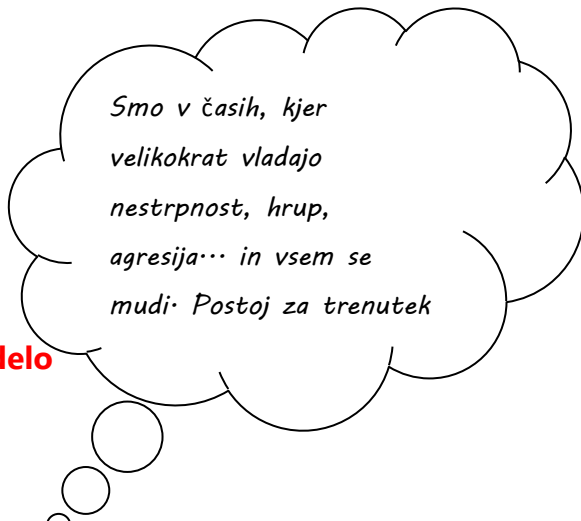 Smo v časih, kjer
velikokrat vladajo
nestrpnost, hrup,
agresija... in vsem se
mudi. Postoj za trenutek